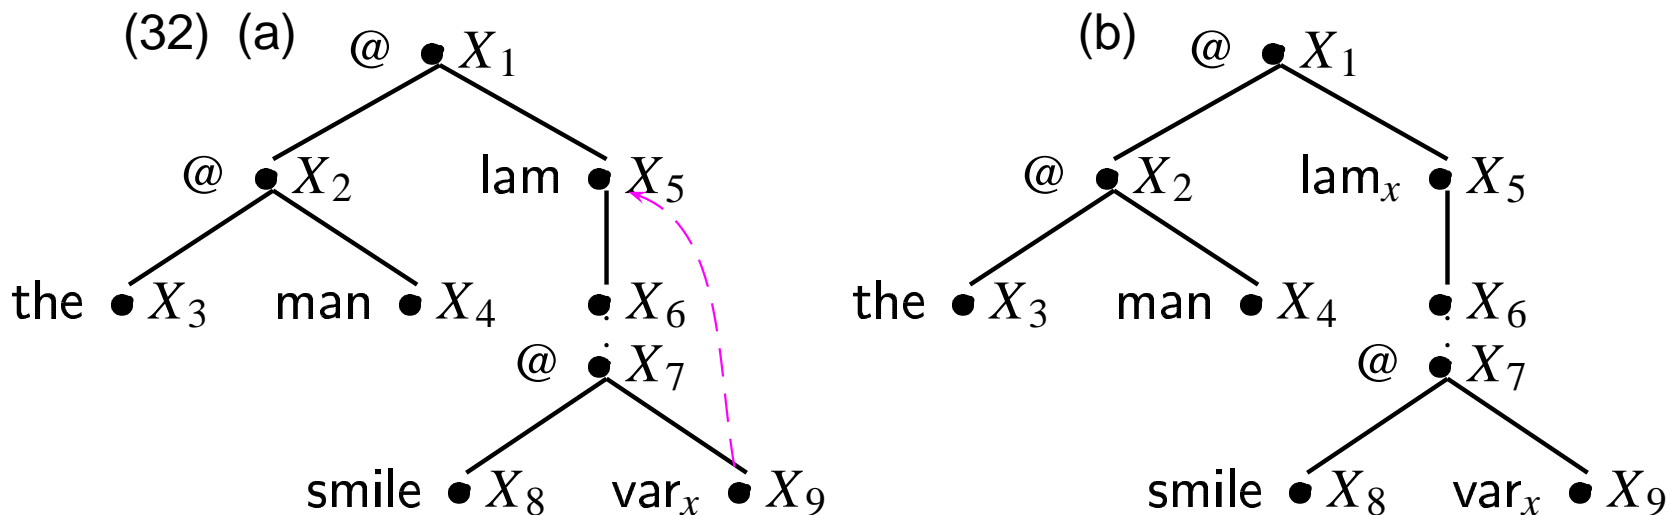 (32) (a) @ X1 (b) @ X1
@ X2 lam X5 @ X2 lamx X5
the X3 man X4 X6 the X3 man X4 X6
@ X7 @ X7
smile X8 varx X9 smile X8 varx X9